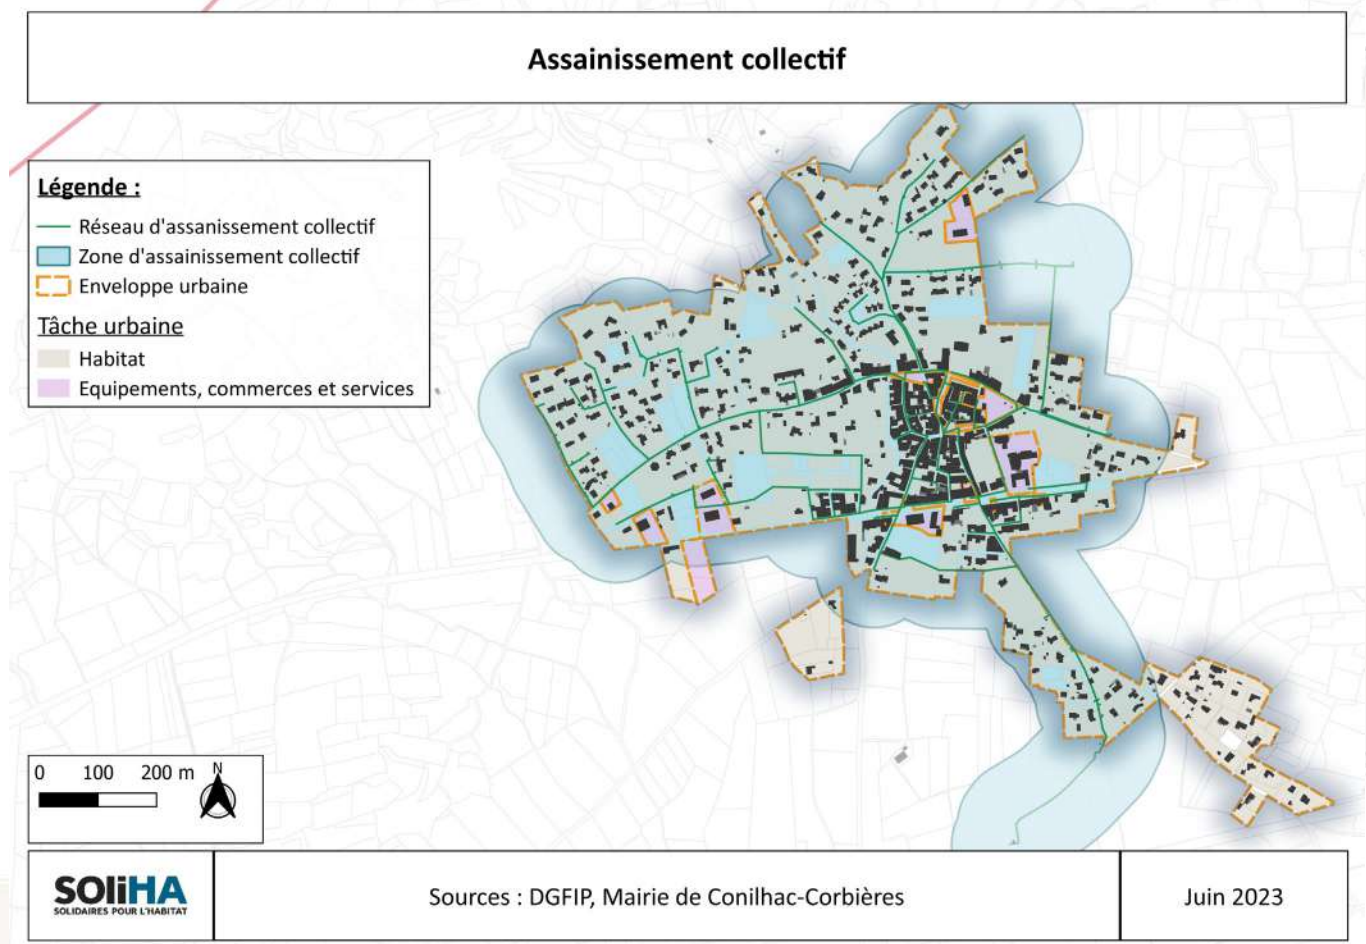 Assainissement collectif
Légende :
Réseau d'assanissement collectif
Zone d'assainissement collectif
Enveloppe urbaine
Tâche urbaine
Habitat
Equipements, commerces et services
0 100 200 m N
SOLiHA
SOLIDAIRES POUR L'HABITAT
Sources : DGFIP, Mairie de Conilhac-Corbières
Juin 2023